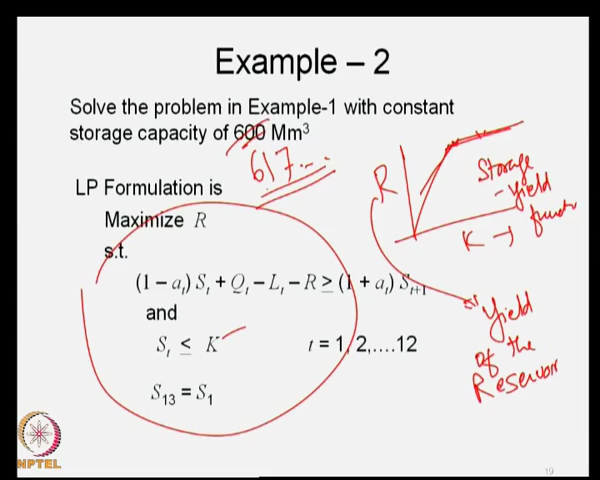 Example – 2
Solve the problem in Example-1 with constant
storage capacity of 600 Mm³
617...
LP Formulation is
Maximize R
s.t.
(1 – aₜ) Sₜ + Qₜ – Lₜ – R ≥ (1 + aₜ) Sₜ₊₁
and
Sₜ ≤ K t = 1, 2,....12
S₁₃ = S₁
R
K →
Storage
- yield
Yield
of the
Reservoir
NPTEL
19